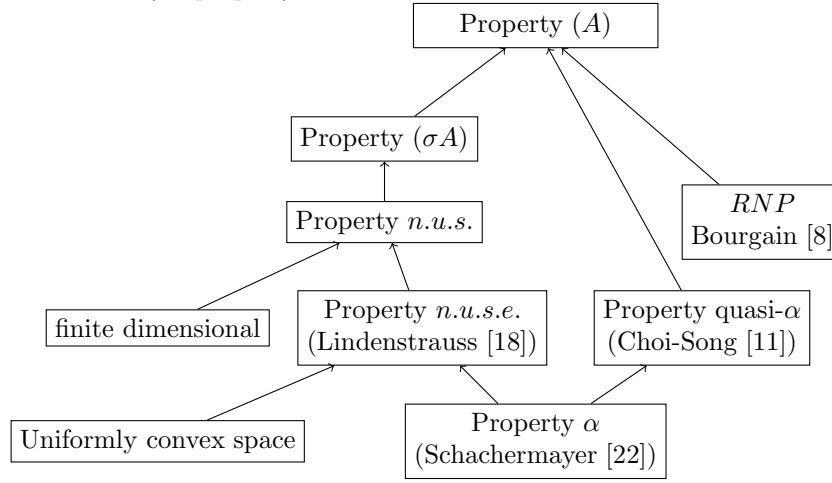 Property (A)
Property (σA)
RNP
Bourgain [8]
Property n.u.s.
Property n.u.s.e.
(Lindenstrauss [18])
Property quasi-α
(Choi-Song [11])
finite dimensional
Property α
(Schachermayer [22])
Uniformly convex space